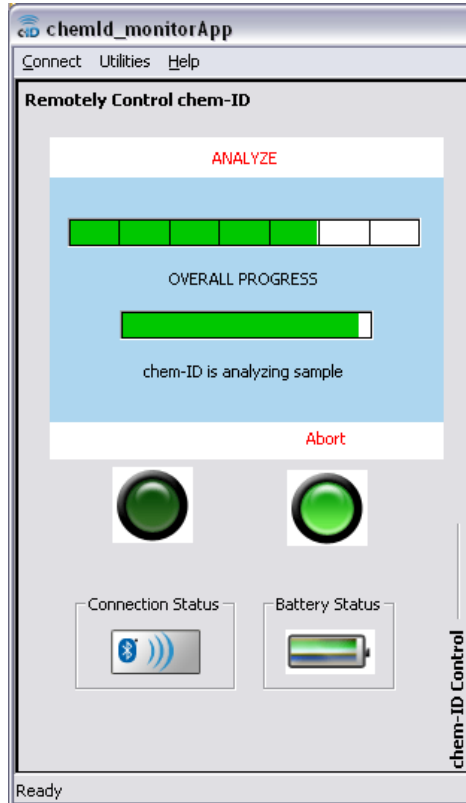 cID chemId_monitorApp
Connect Utilities Help
Remotely Control chem-ID
ANALYZE
OVERALL PROGRESS
chem-ID is analyzing sample
Abort
Connection Status Battery Status
chem-ID Control
Ready